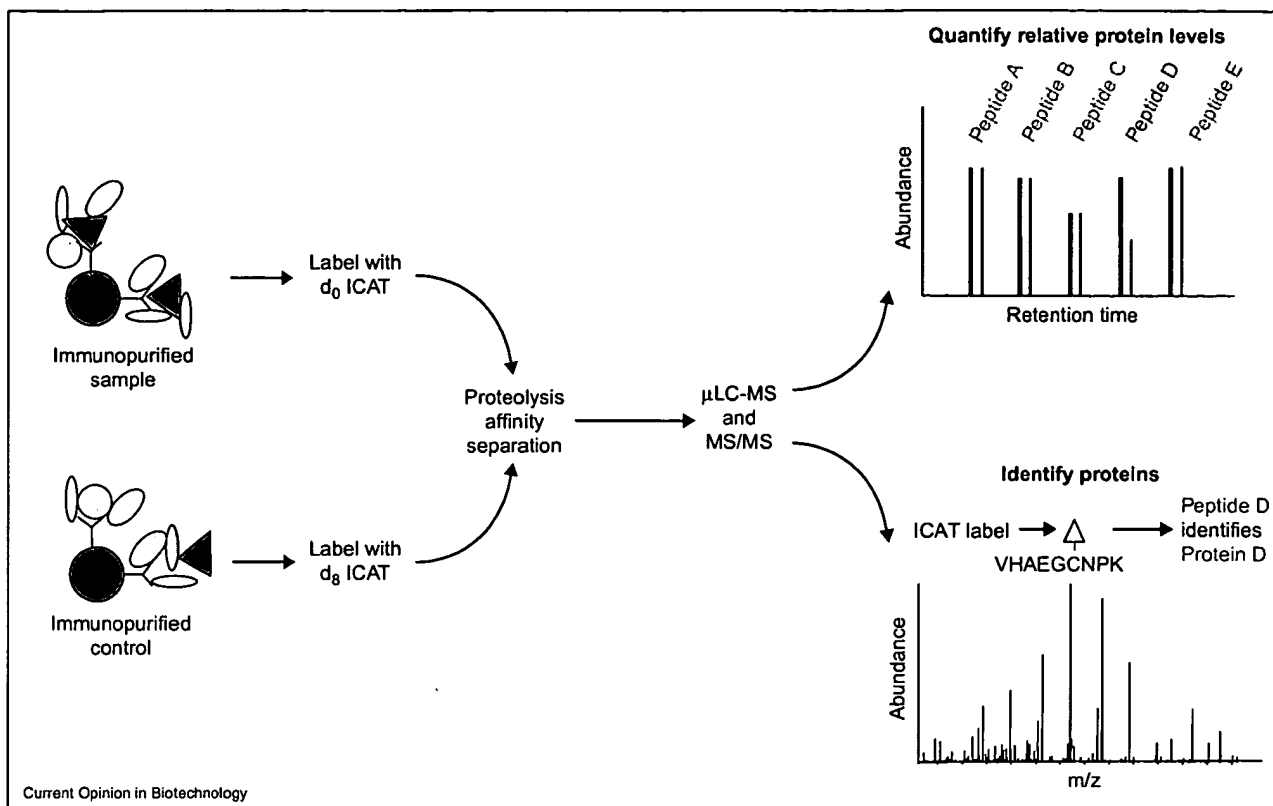 Immunopurified
sample
Label with
d₀ ICAT
Immunopurified
control
Label with
d₈ ICAT
Proteolysis
affinity
separation
µLC-MS
and
MS/MS
Quantify relative protein levels
Peptide A
Peptide B
Peptide C
Peptide D
Peptide E
Abundance
Retention time
Identify proteins
ICAT label
VHAEGCNPK
Peptide D
identifies
Protein D
Abundance
m/z
Current Opinion in Biotechnology